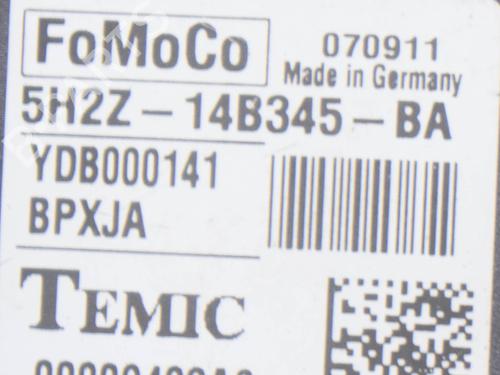 FoMoCo
070911
Made in Germany
5H2Z-14B345-BA
YDB000141
BPXJA
TEMIC